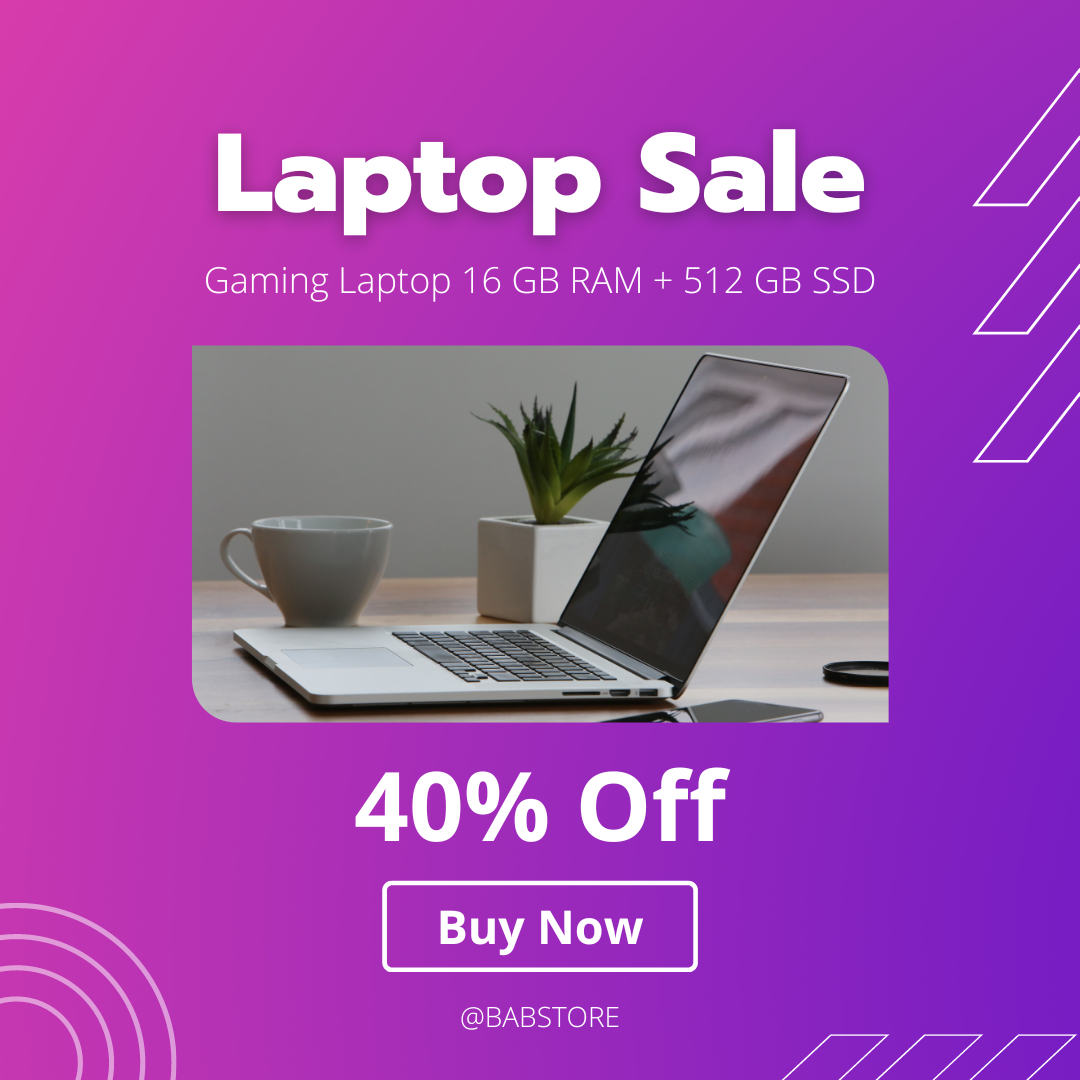 Laptop Sale
Gaming Laptop 16 GB RAM + 512 GB SSD
40% Off
Buy Now
@BABSTORE